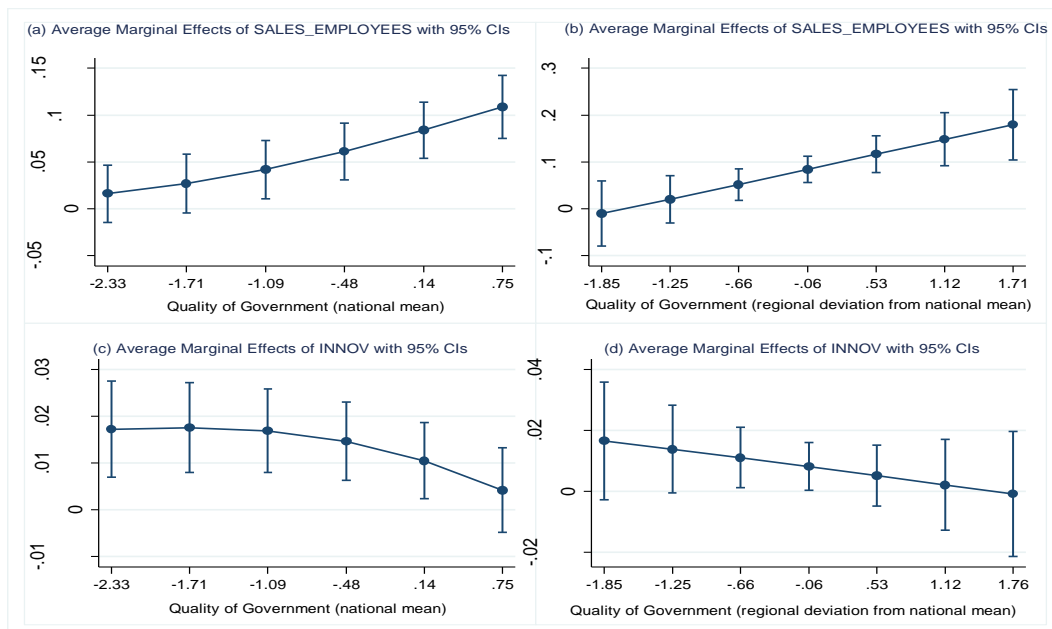 (a) Average Marginal Effects of SALES_EMPLOYEES with 95% CIs
.15
.1
.05
0
-.05
-2.33 -1.71 -1.09 -.48 .14 .75
Quality of Government (national mean)
(b) Average Marginal Effects of SALES_EMPLOYEES with 95% CIs
.3
.2
.1
0
-.1
-1.85 -1.25 -.66 -.06 .53 1.12 1.71
Quality of Government (regional deviation from national mean)
(c) Average Marginal Effects of INNOV with 95% CIs
.03
.02
.01
0
-.01
-2.33 -1.71 -1.09 -.48 .14 .75
Quality of Government (national mean)
(d) Average Marginal Effects of INNOV with 95% CIs
.04
.02
0
-.02
-1.85 -1.25 -.66 -.06 .53 1.12 1.76
Quality of Government (regional deviation from national mean)